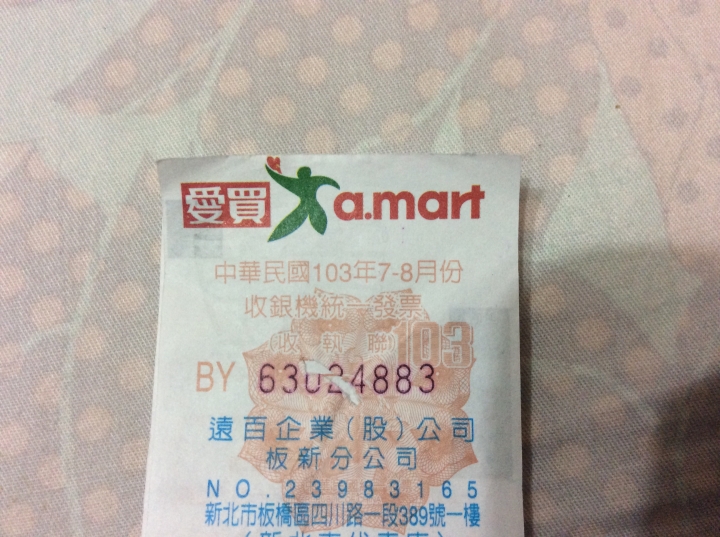 愛買 a.mart
中華民國103年7-8月份
收銀機統一發票
(收執聯) 103
BY 63024883
遠百企業(股)公司
板新分公司
NO.23983165
新北市板橋區四川路一段389號一樓